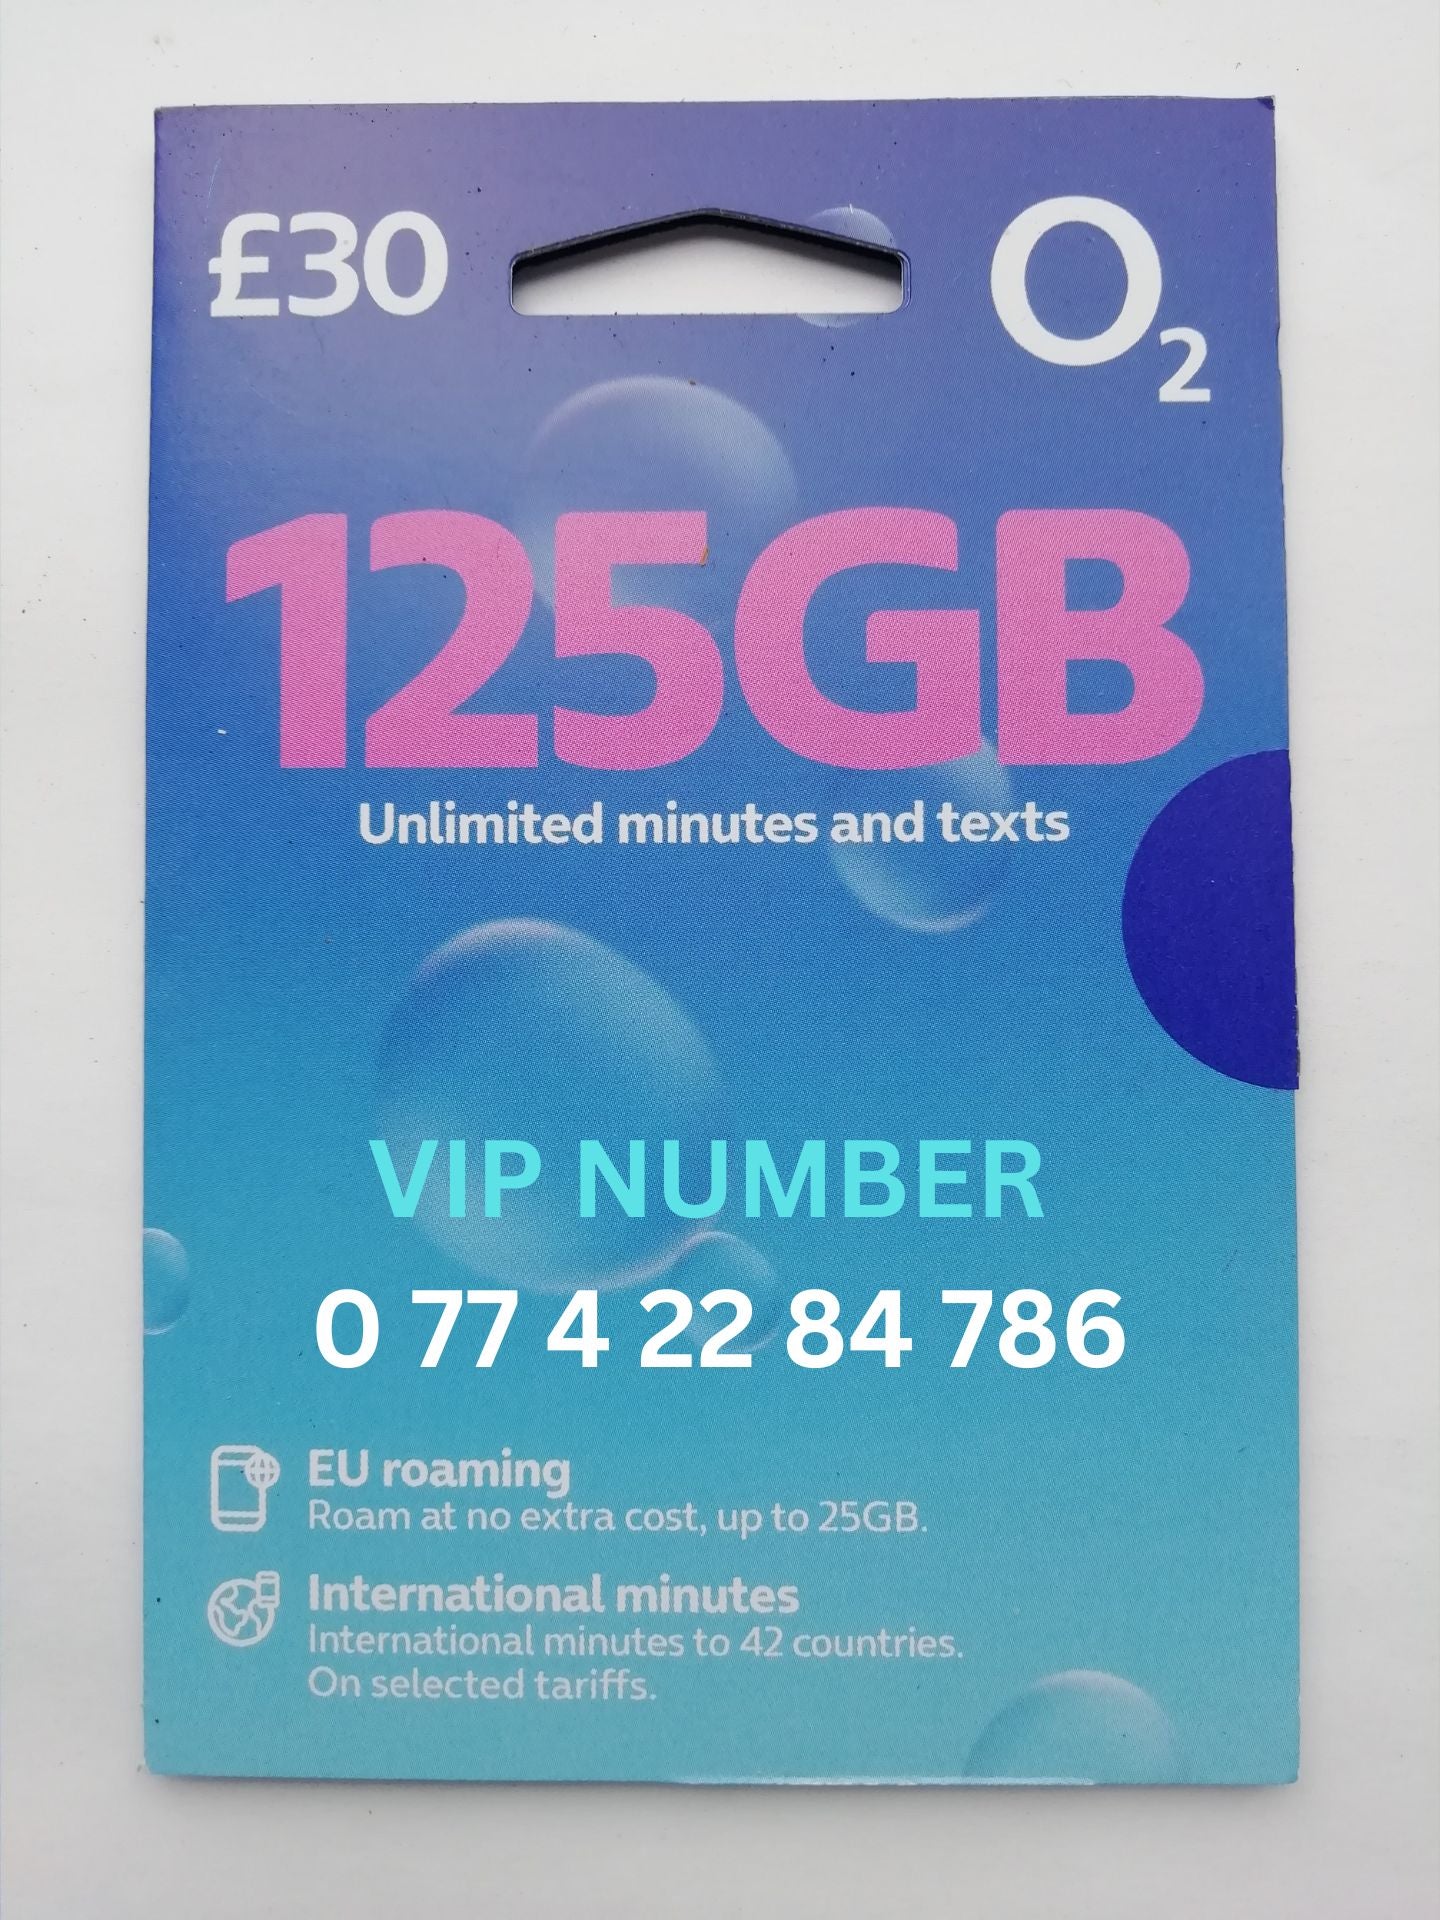 £30
O2
125GB
Unlimited minutes and texts
VIP NUMBER
0 77 4 22 84 786
EU roaming
Roam at no extra cost, up to 25GB.
International minutes
International minutes to 42 countries.
On selected tariffs.